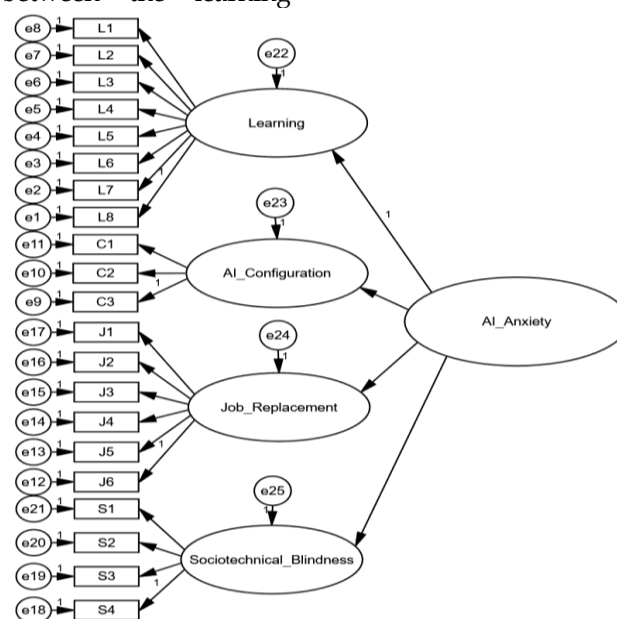 between the learning
e8 1 L1
e7 1 L2
e6 1 L3
e5 1 L4
e4 1 L5
e3 1 L6
e2 1 L7
e1 1 L8
1
e22
1
Learning
e11 1 C1
e10 1 C2
e9 1 C3
1
e23
1
AI_Configuration
e17 1 J1
e16 1 J2
e15 1 J3
e14 1 J4
e13 1 J5
e12 1 J6
1
e24
1
Job_Replacement
e21 1 S1
e20 1 S2
e19 1 S3
e18 1 S4
1
e25
1
Sociotechnical_Blindness
1
AI_Anxiety